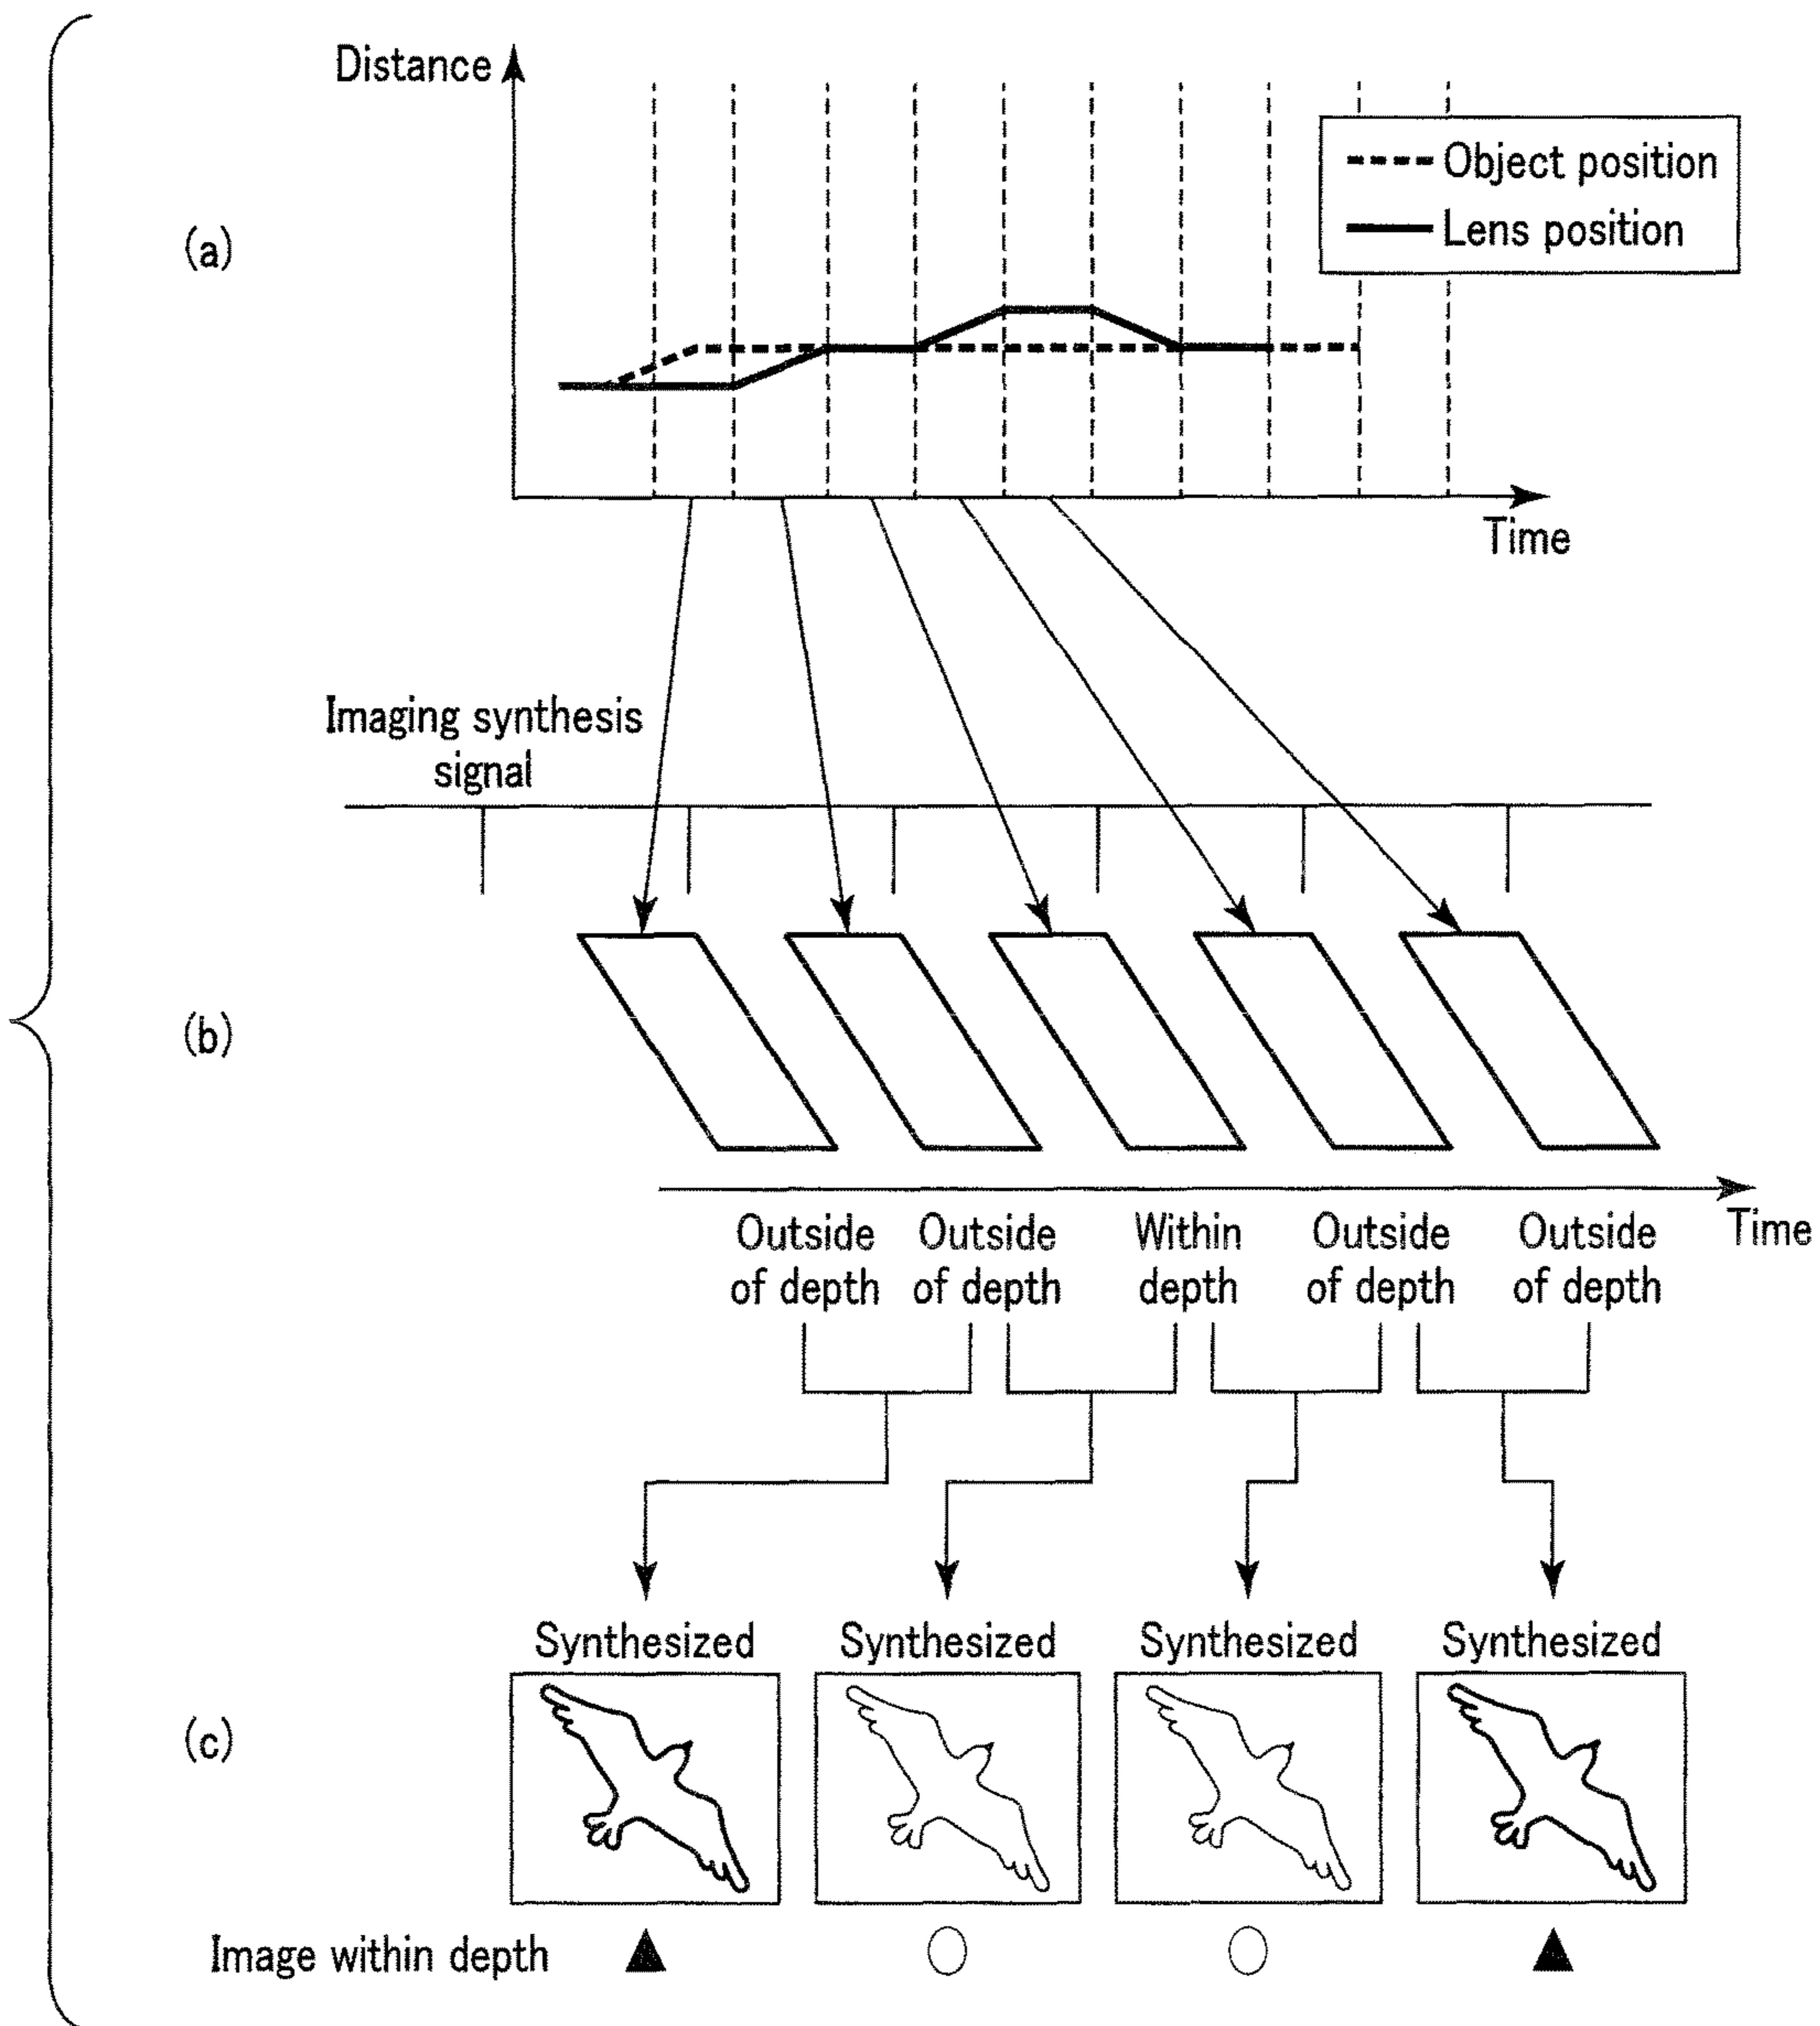 Distance
Object position
Lens position
(a)
Time
Imaging synthesis
signal
(b)
Time
Outside
of depth
Outside
of depth
Within
depth
Outside
of depth
Outside
of depth
Synthesized
Synthesized
Synthesized
Synthesized
(c)
Image within depth